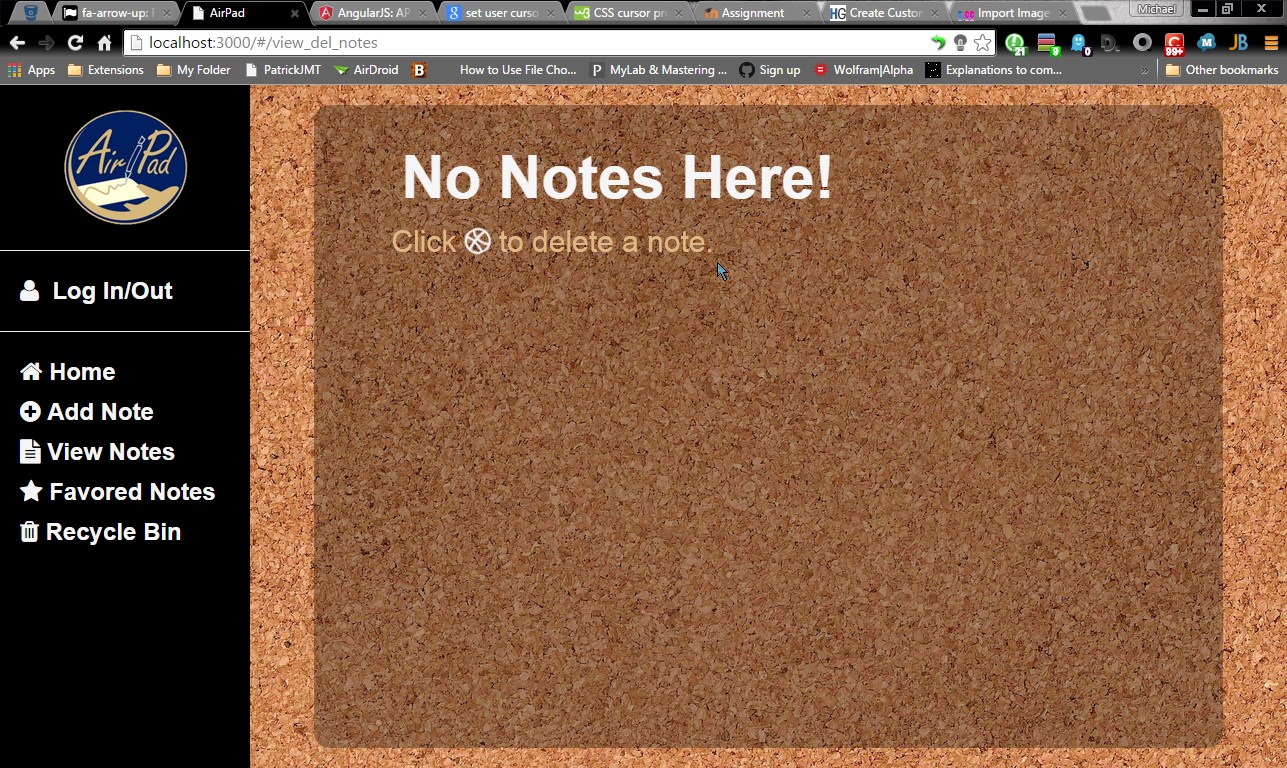 fa-arrow-up: 
AirPad
AngularJS: AP
set user curso
CSS cursor pr
Assignment
Create Custor
Import Image
Michael
localhost:3000/#/view_del_notes
21
9
0
99+
JB
Apps
Extensions
My Folder
PatrickJMT
AirDroid
How to Use File Cho...
MyLab & Mastering ...
Sign up
Wolfram|Alpha
Explanations to com...
»
Other bookmarks
Air Pad
Log In/Out
Home
Add Note
View Notes
Favored Notes
Recycle Bin
No Notes Here!
Click to delete a note.